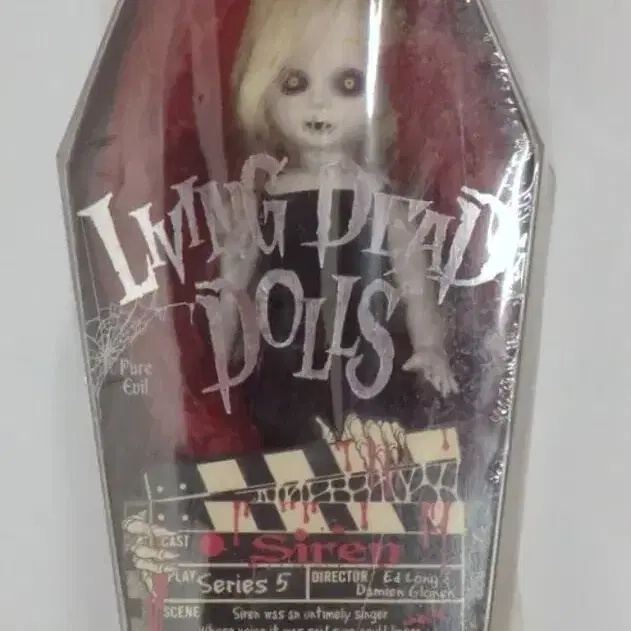 LIVING DEAD
DOLLS
Pure
Evil
CAST Siren
PLAY Series 5 DIRECTOR Ed Long &
Damien Glonek
SCENE Siren was an untimely singer